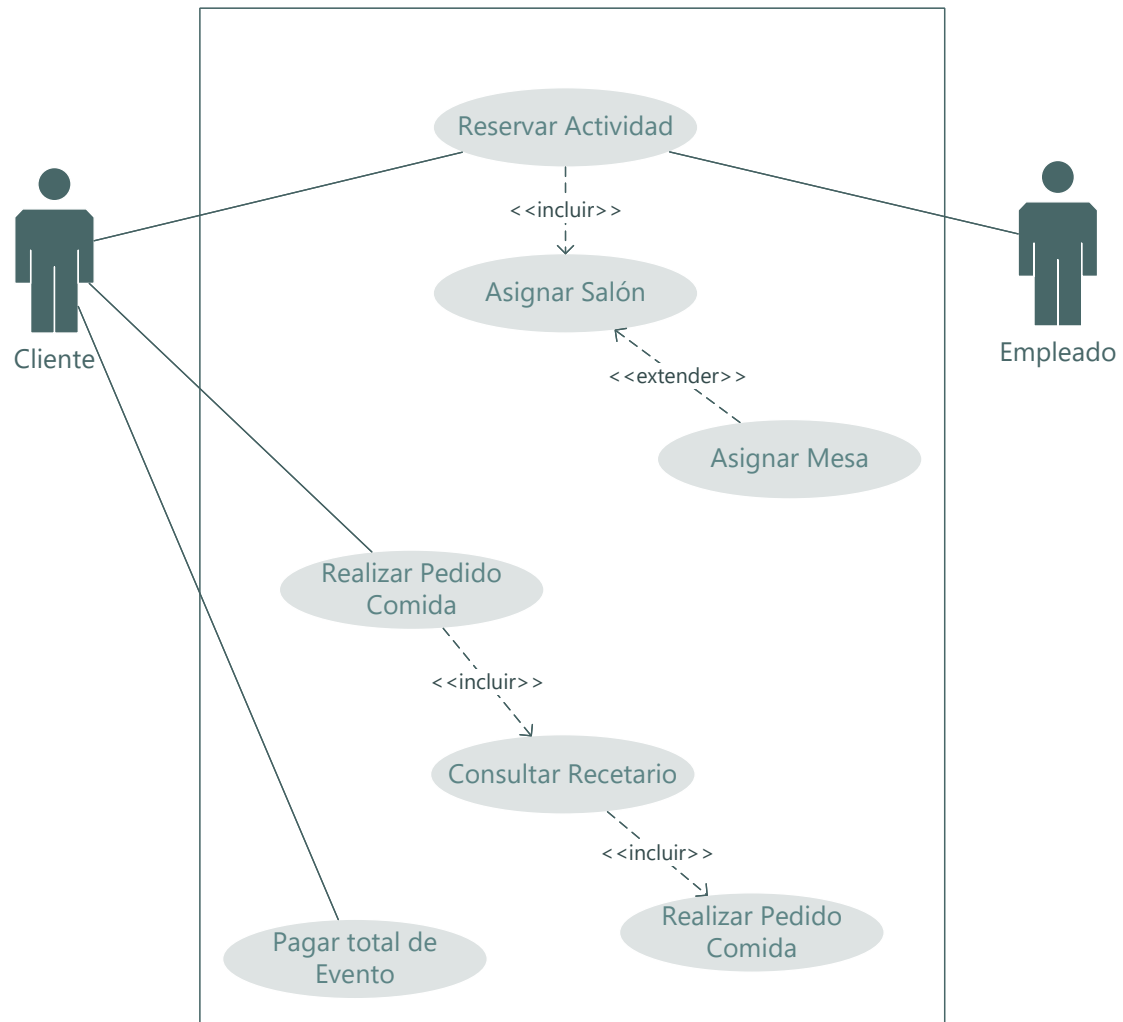 Reservar Actividad
<<incluir>>
Asignar Salón
Cliente
Empleado
<<extender>>
Asignar Mesa
Realizar Pedido
Comida
<<incluir>>
Consultar Recetario
<<incluir>>
Realizar Pedido
Comida
Pagar total de
Evento